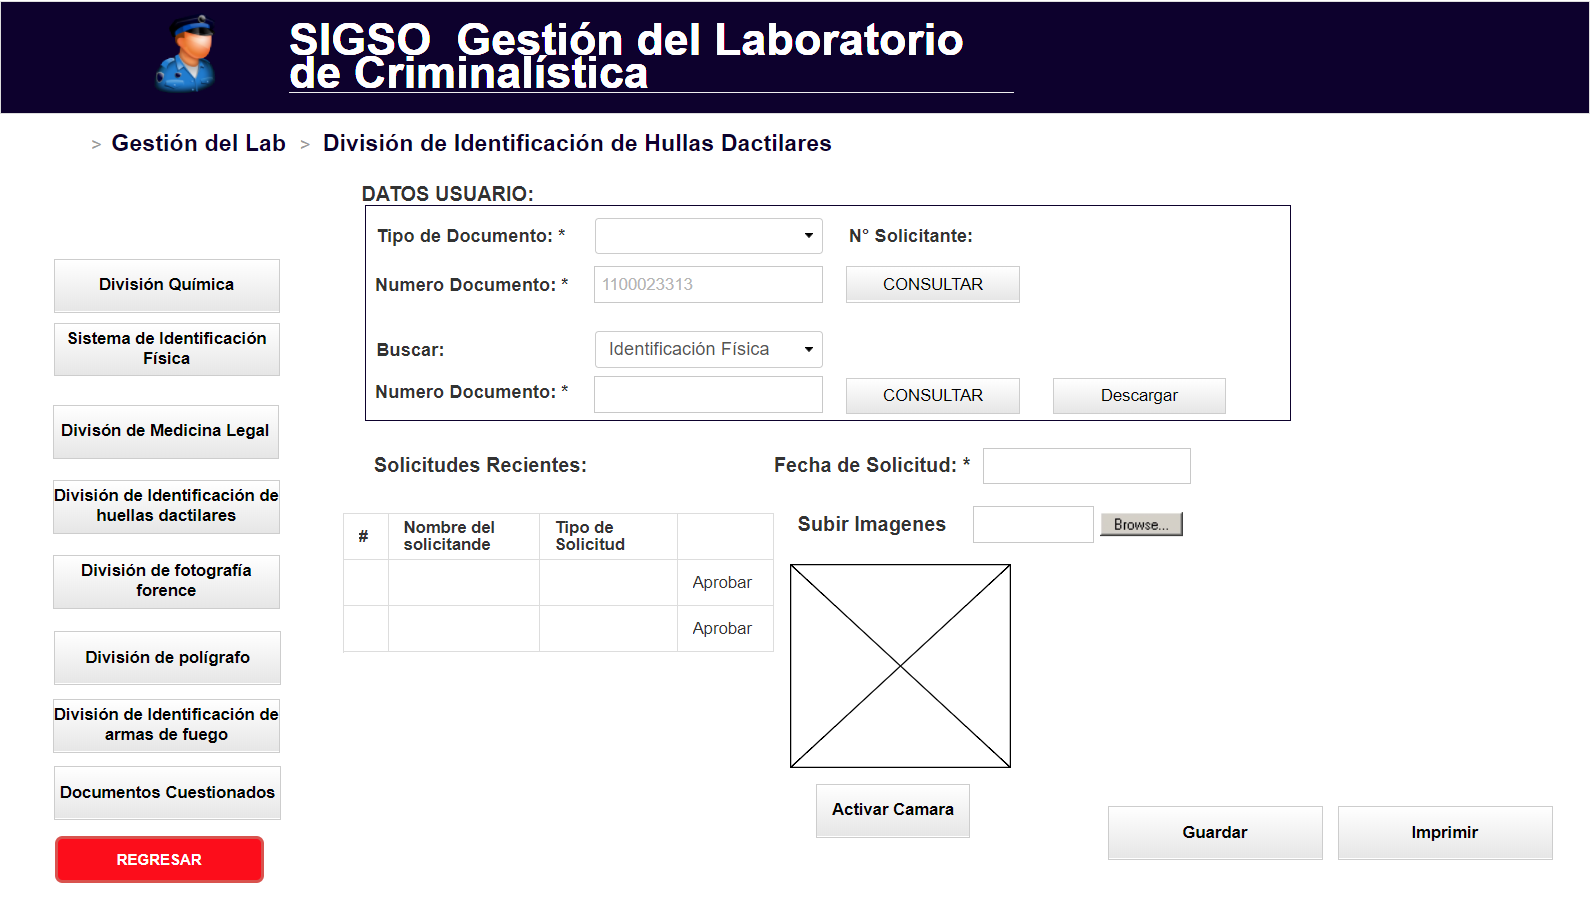 SIGSO  Gestión del Laboratorio
de Criminalística
> Gestión del Lab > División de Identificación de Hullas Dactilares
DATOS USUARIO:
Tipo de Documento: *
N° Solicitante:
Numero Documento: *
1100023313
CONSULTAR
Buscar:
Identificación Física
Numero Documento: *
CONSULTAR
Descargar
División Química
Sistema de Identificación
Física
Divisón de Medicina Legal
División de Identificación de
huellas dactilares
División de fotografía
forence
División de polígrafo
División de Identificación de
armas de fuego
Documentos Cuestionados
REGRESAR
Solicitudes Recientes:
Fecha de Solicitud: *
#
Nombre del
solicitande
Tipo de
Solicitud
Aprobar
Aprobar
Subir Imagenes
Browse...
Activar Camara
Guardar
Imprimir